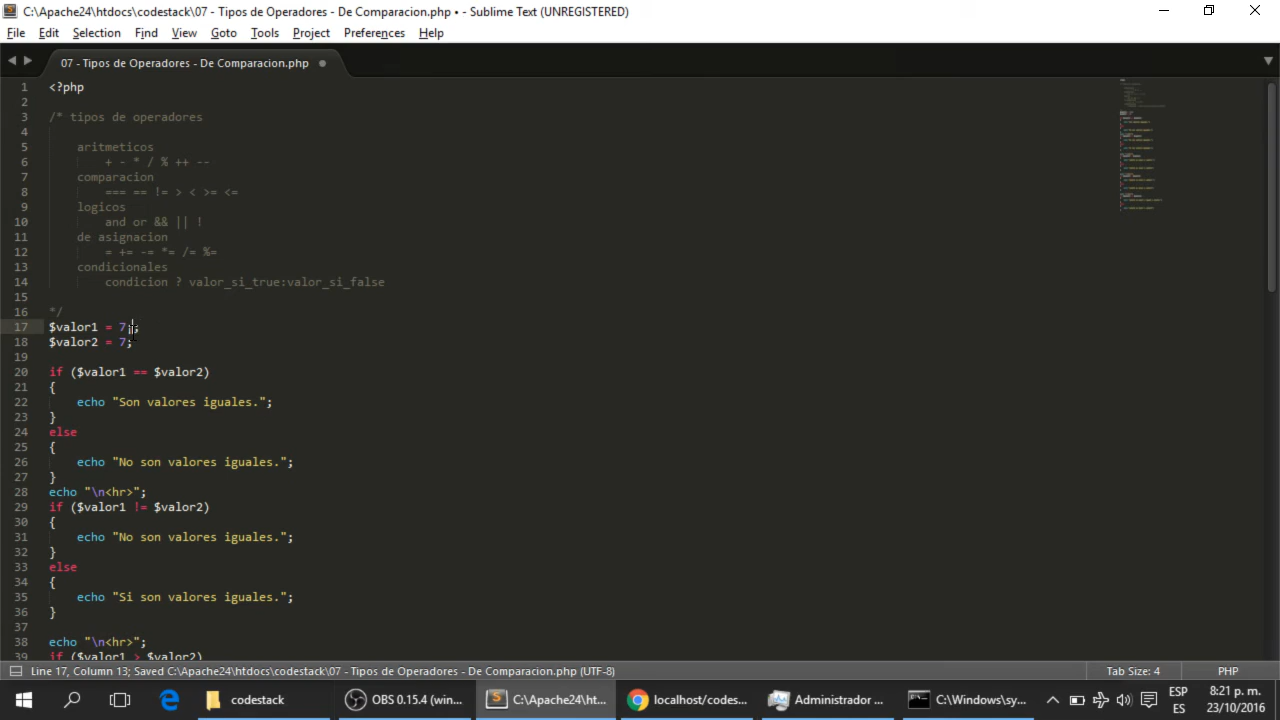 C:\Apache24\htdocs\codestack\07 - Tipos de Operadores - De Comparacion.php • - Sublime Text (UNREGISTERED)
File Edit Selection Find View Goto Tools Project Preferences Help
07 - Tipos de Operadores - De Comparacion.php
1 <?php
2
3 /* tipos de operadores
4
5 aritmeticos
6 + - * / % ++ --
7 comparacion
8 === == != > < >= <=
9 logicos
10 and or && || !
11 de asignacion
12 = += -= *= /= %=
13 condicionales
14 condicion ? valor_si_true:valor_si_false
15
16 */
17 $valor1 = 7;;
18 $valor2 = 7;
19
20 if ($valor1 == $valor2)
21 {
22 echo "Son valores iguales.";
23 }
24 else
25 {
26 echo "No son valores iguales.";
27 }
28 echo "\n<hr>";
29 if ($valor1 != $valor2)
30 {
31 echo "No son valores iguales.";
32 }
33 else
34 {
35 echo "Si son valores iguales.";
36 }
37
38 echo "\n<hr>";
39 if ($valor1 > $valor2)
Line 17, Column 13; Saved C:\Apache24\htdocs\codestack\07 - Tipos de Operadores - De Comparacion.php (UTF-8) Tab Size: 4 PHP
codestack OBS 0.15.4 (win... C:\Apache24\ht... localhost/codes... Administrador ... C:\Windows\sy... ESP 8:21 p. m.
ES 23/10/2016